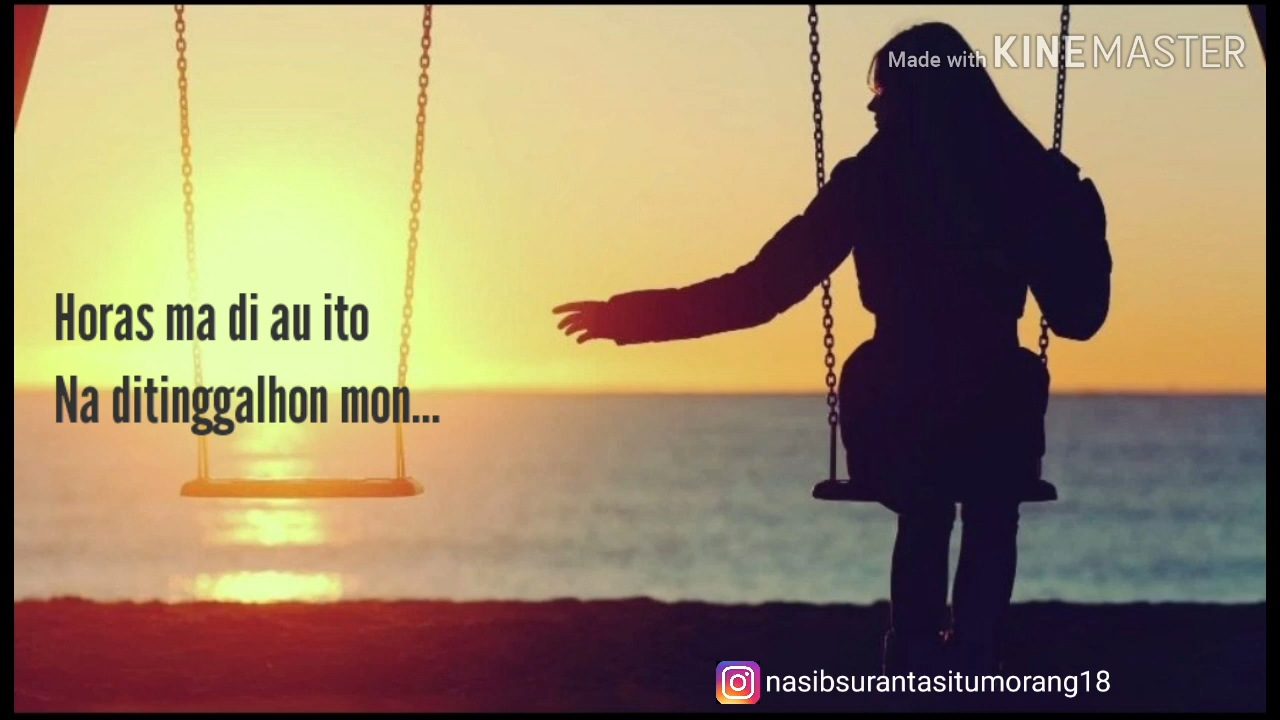 Made with KINEMASTER
Horas ma di au ito
Na ditinggalhon mon...
nasibsurantasitumorang18